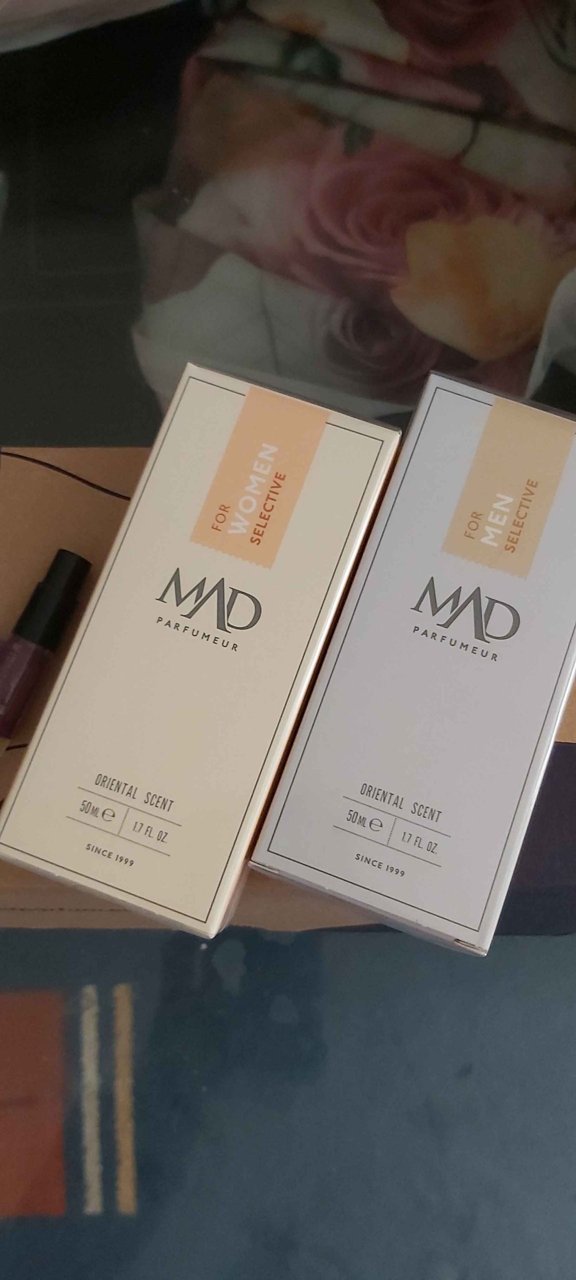 FOR
WOMEN
SELECTIVE
MAD
PARFUMEUR
ORIENTAL SCENT
50ML e 1.7 FL. OZ.
SINCE 1999
FOR
MEN
SELECTIVE
MAD
PARFUMEUR
ORIENTAL SCENT
50ML e 1.7 FL. OZ.
SINCE 1999